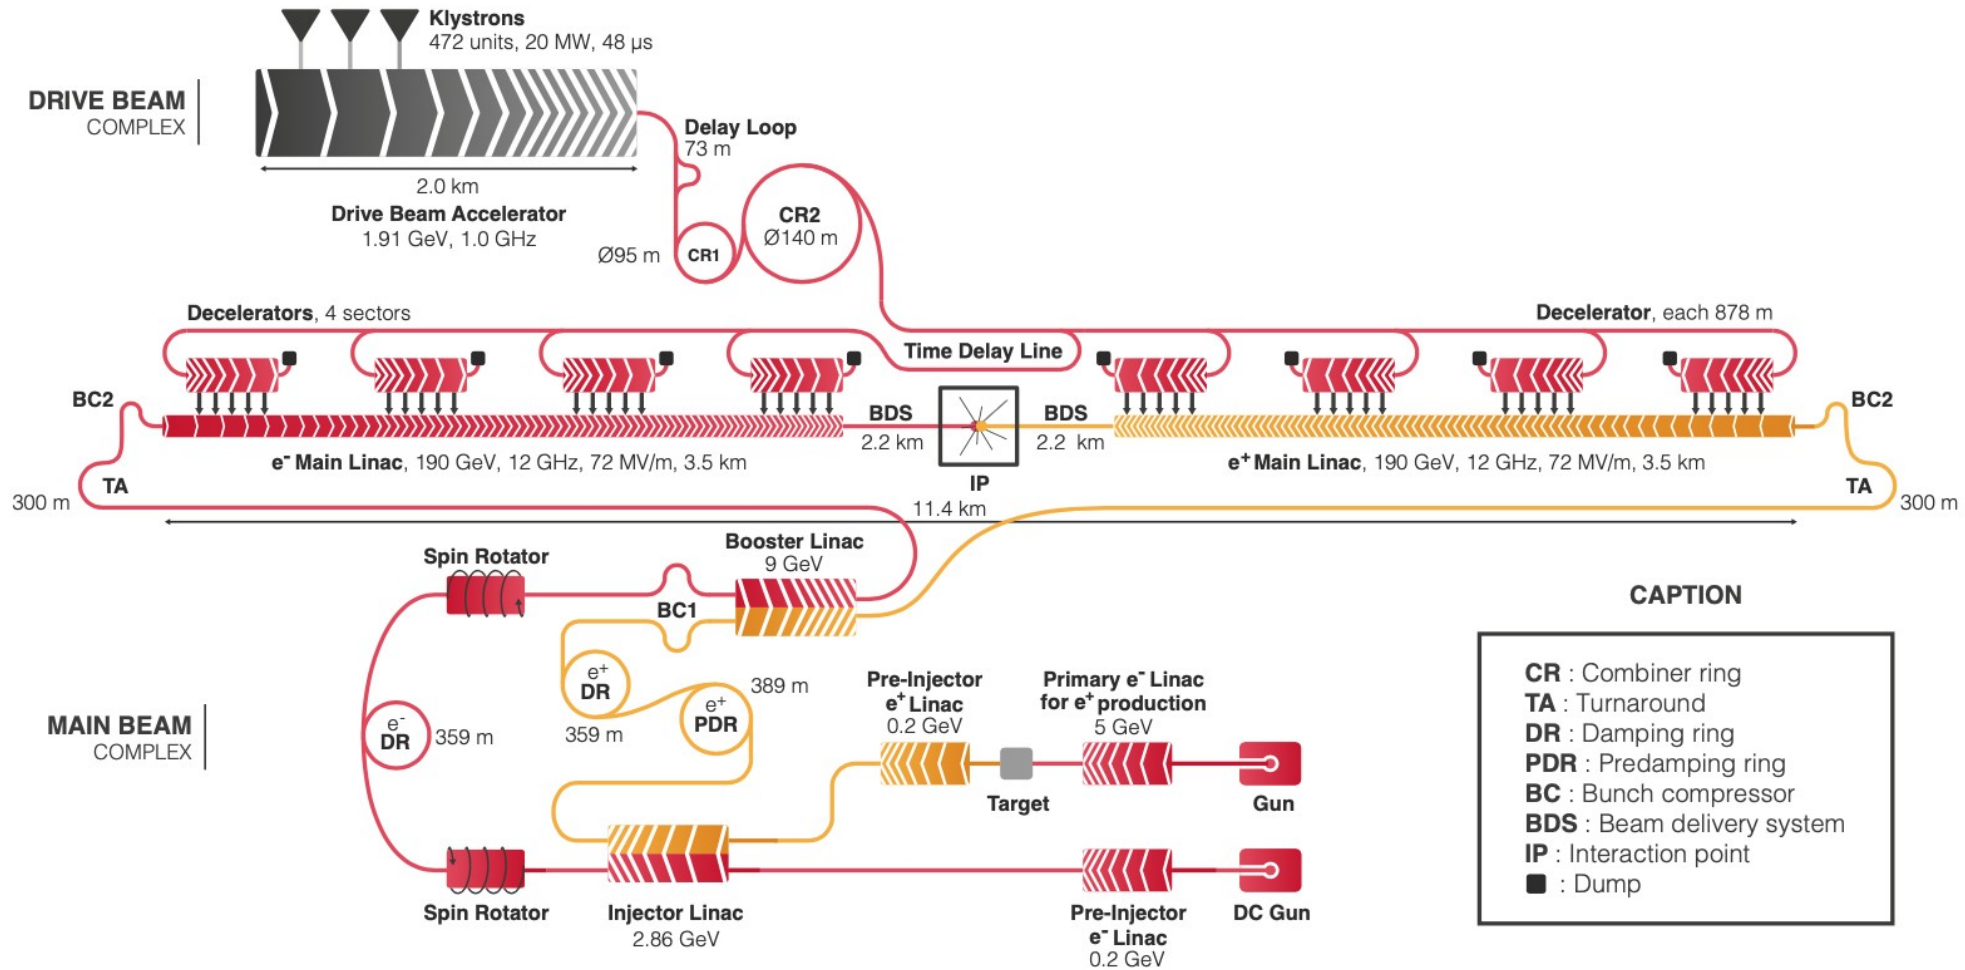 Klystrons
472 units, 20 MW, 48 µs
DRIVE BEAM
COMPLEX
Delay Loop
73 m
2.0 km
Drive Beam Accelerator
1.91 GeV, 1.0 GHz
CR2
Ø140 m
Ø95 m
CR1
Decelerators, 4 sectors
Decelerator, each 878 m
Time Delay Line
BC2
BC2
BDS
2.2 km
BDS
2.2 km
e⁻ Main Linac, 190 GeV, 12 GHz, 72 MV/m, 3.5 km
e⁺ Main Linac, 190 GeV, 12 GHz, 72 MV/m, 3.5 km
IP
TA
300 m
TA
300 m
11.4 km
Spin Rotator
Booster Linac
9 GeV
BC1
CAPTION
CR : Combiner ring
TA : Turnaround
DR : Damping ring
PDR : Predamping ring
BC : Bunch compressor
BDS : Beam delivery system
IP : Interaction point
: Dump
MAIN BEAM
COMPLEX
e⁻
DR
359 m
e⁺
DR
359 m
e⁺
PDR
389 m
Pre-Injector
e⁺ Linac
0.2 GeV
Primary e⁻ Linac
for e⁺ production
5 GeV
Target
Gun
Spin Rotator
Injector Linac
2.86 GeV
Pre-Injector
e⁻ Linac
0.2 GeV
DC Gun